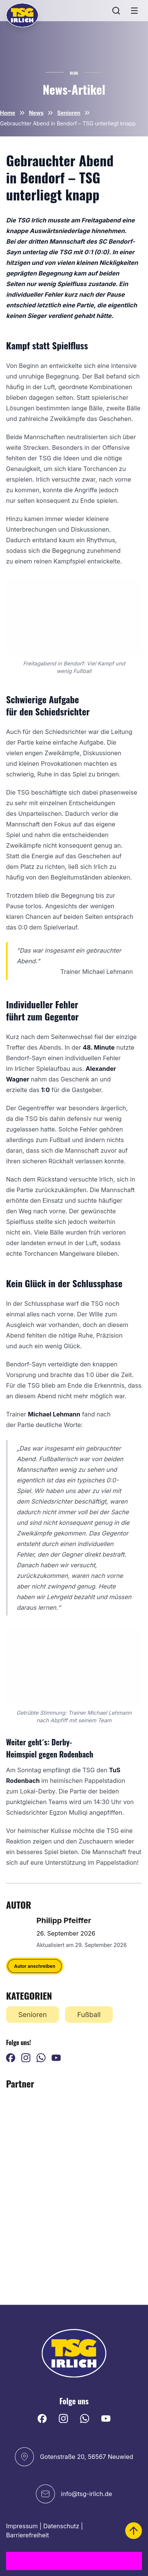 TSG
IRLICH
BLOG
News-Artikel
Home » News » Senioren »
Gebrauchter Abend in Bendorf – TSG unterliegt knapp
Gebrauchter Abend
in Bendorf – TSG
unterliegt knapp
Die TSG Irlich musste am Freitagabend eine
knappe Auswärtsniederlage hinnehmen.
Bei der dritten Mannschaft des SC Bendorf-
Sayn unterlag die TSG mit 0:1 (0:0). In einer
hitzigen und von vielen kleinen Nickligkeiten
geprägten Begegnung kam auf beiden
Seiten nur wenig Spielfluss zustande. Ein
individueller Fehler kurz nach der Pause
entschied letztlich eine Partie, die eigentlich
keinen Sieger verdient gehabt hätte.
Kampf statt Spielfluss
Von Beginn an entwickelte sich eine Intensive
und unruhige Begegnung. Der Ball befand sich
häufig in der Luft, geordnete Kombinationen
blieben dagegen selten. Statt spielerischer
Lösungen bestimmten lange Bälle, zweite Bälle
und zahlreiche Zweikämpfe das Geschehen.
Beide Mannschaften neutralisierten sich über
weite Strecken. Besonders in der Offensive
fehlten der TSG die Ideen und die nötige
Genauigkeit, um sich klare Torchancen zu
erspielen. Irlich versuchte zwar, nach vorne
zu kommen, konnte die Angriffe jedoch
nur selten konsequent zu Ende spielen.
Hinzu kamen immer wieder kleinere
Unterbrechungen und Diskussionen.
Dadurch entstand kaum ein Rhythmus,
sodass sich die Begegnung zunehmend
zu einem reinen Kampfspiel entwickelte.
Freitagabend in Bendorf: Viel Kampf und
wenig Fußball
Schwierige Aufgabe
für den Schiedsrichter
Auch für den Schiedsrichter war die Leitung
der Partie keine einfache Aufgabe. Die
vielen engen Zweikämpfe, Diskussionen
und kleinen Provokationen machten es
schwierig, Ruhe in das Spiel zu bringen.
Die TSG beschäftigte sich dabei phasenweise
zu sehr mit einzelnen Entscheidungen
des Unparteiischen. Dadurch verlor die
Mannschaft den Fokus auf das eigene
Spiel und nahm die entscheidenden
Zweikämpfe nicht konsequent genug an.
Statt die Energie auf das Geschehen auf
dem Platz zu richten, ließ sich Irlich zu
häufig von den Begleitumständen ablenken.
Trotzdem blieb die Begegnung bis zur
Pause torlos. Angesichts der wenigen
klaren Chancen auf beiden Seiten entsprach
das 0:0 dem Spielverlauf.
"Das war insgesamt ein gebrauchter
Abend."
Trainer Michael Lehmann
Individueller Fehler
führt zum Gegentor
Kurz nach dem Seitenwechsel fiel der einzige
Treffer des Abends. In der 48. Minute nutzte
Bendorf-Sayn einen individuellen Fehler
im Irlicher Spielaufbau aus. Alexander
Wagner nahm das Geschenk an und
erzielte das 1:0 für die Gastgeber.
Der Gegentreffer war besonders ärgerlich,
da die TSG bis dahin defensiv nur wenig
zugelassen hatte. Solche Fehler gehören
allerdings zum Fußball und ändern nichts
daran, dass sich die Mannschaft zuvor auf
einen sicheren Rückhalt verlassen konnte.
Nach dem Rückstand versuchte Irlich, sich in
die Partie zurückzukämpfen. Die Mannschaft
erhöhte den Einsatz und suchte häufiger
den Weg nach vorne. Der gewünschte
Spielfluss stellte sich jedoch weiterhin
nicht ein. Viele Bälle wurden früh verloren
oder landeten erneut in der Luft, sodass
echte Torchancen Mangelware blieben.
Kein Glück in der Schlussphase
In der Schlussphase warf die TSG noch
einmal alles nach vorne. Der Wille zum
Ausgleich war vorhanden, doch an diesem
Abend fehlten die nötige Ruhe, Präzision
und auch ein wenig Glück.
Bendorf-Sayn verteidigte den knappen
Vorsprung und brachte das 1:0 über die Zeit.
Für die TSG blieb am Ende die Erkenntnis, dass
an diesem Abend nicht mehr möglich war.
Trainer Michael Lehmann fand nach
der Partie deutliche Worte:
„Das war insgesamt ein gebrauchter
Abend. Fußballerisch war von beiden
Mannschaften wenig zu sehen und
eigentlich ist das ein typisches 0:0-
Spiel. Wir haben uns aber zu viel mit
dem Schiedsrichter beschäftigt, waren
dadurch nicht immer voll bei der Sache
und sind nicht konsequent genug in die
Zweikämpfe gekommen. Das Gegentor
entsteht durch einen individuellen
Fehler, den der Gegner direkt bestraft.
Danach haben wir versucht,
zurückzukommen, waren nach vorne
aber nicht zwingend genug. Heute
haben wir Lehrgeld bezahlt und müssen
daraus lernen.“
Getrübte Stimmung: Trainer Michael Lehmann
nach Abpfiff mit seinem Team
Weiter geht´s: Derby-
Heimspiel gegen Rodenbach
Am Sonntag empfängt die TSG den TuS
Rodenbach im heimischen Pappelstadion
zum Lokal-Derby. Die Partie der beiden
punktgleichen Teams wird um 14:30 Uhr von
Schiedsrichter Egzon Mulliqi angepfiffen.
Vor heimischer Kulisse möchte die TSG eine
Reaktion zeigen und den Zuschauern wieder
ein besseres Spiel bieten. Die Mannschaft freut
sich auf eure Unterstützung im Pappelstadion!
AUTOR
Philipp Pfeiffer
26. September 2026
Aktualisiert am 29. September 2026
Autor anschreiben
KATEGORIEN
Senioren Fußball
Folge uns!
Partner
TSG
IRLICH
Folge uns
Gotenstraße 20, 56567 Neuwied
info@tsg-irlich.de
Impressum | Datenschutz |
Barrierefreiheit